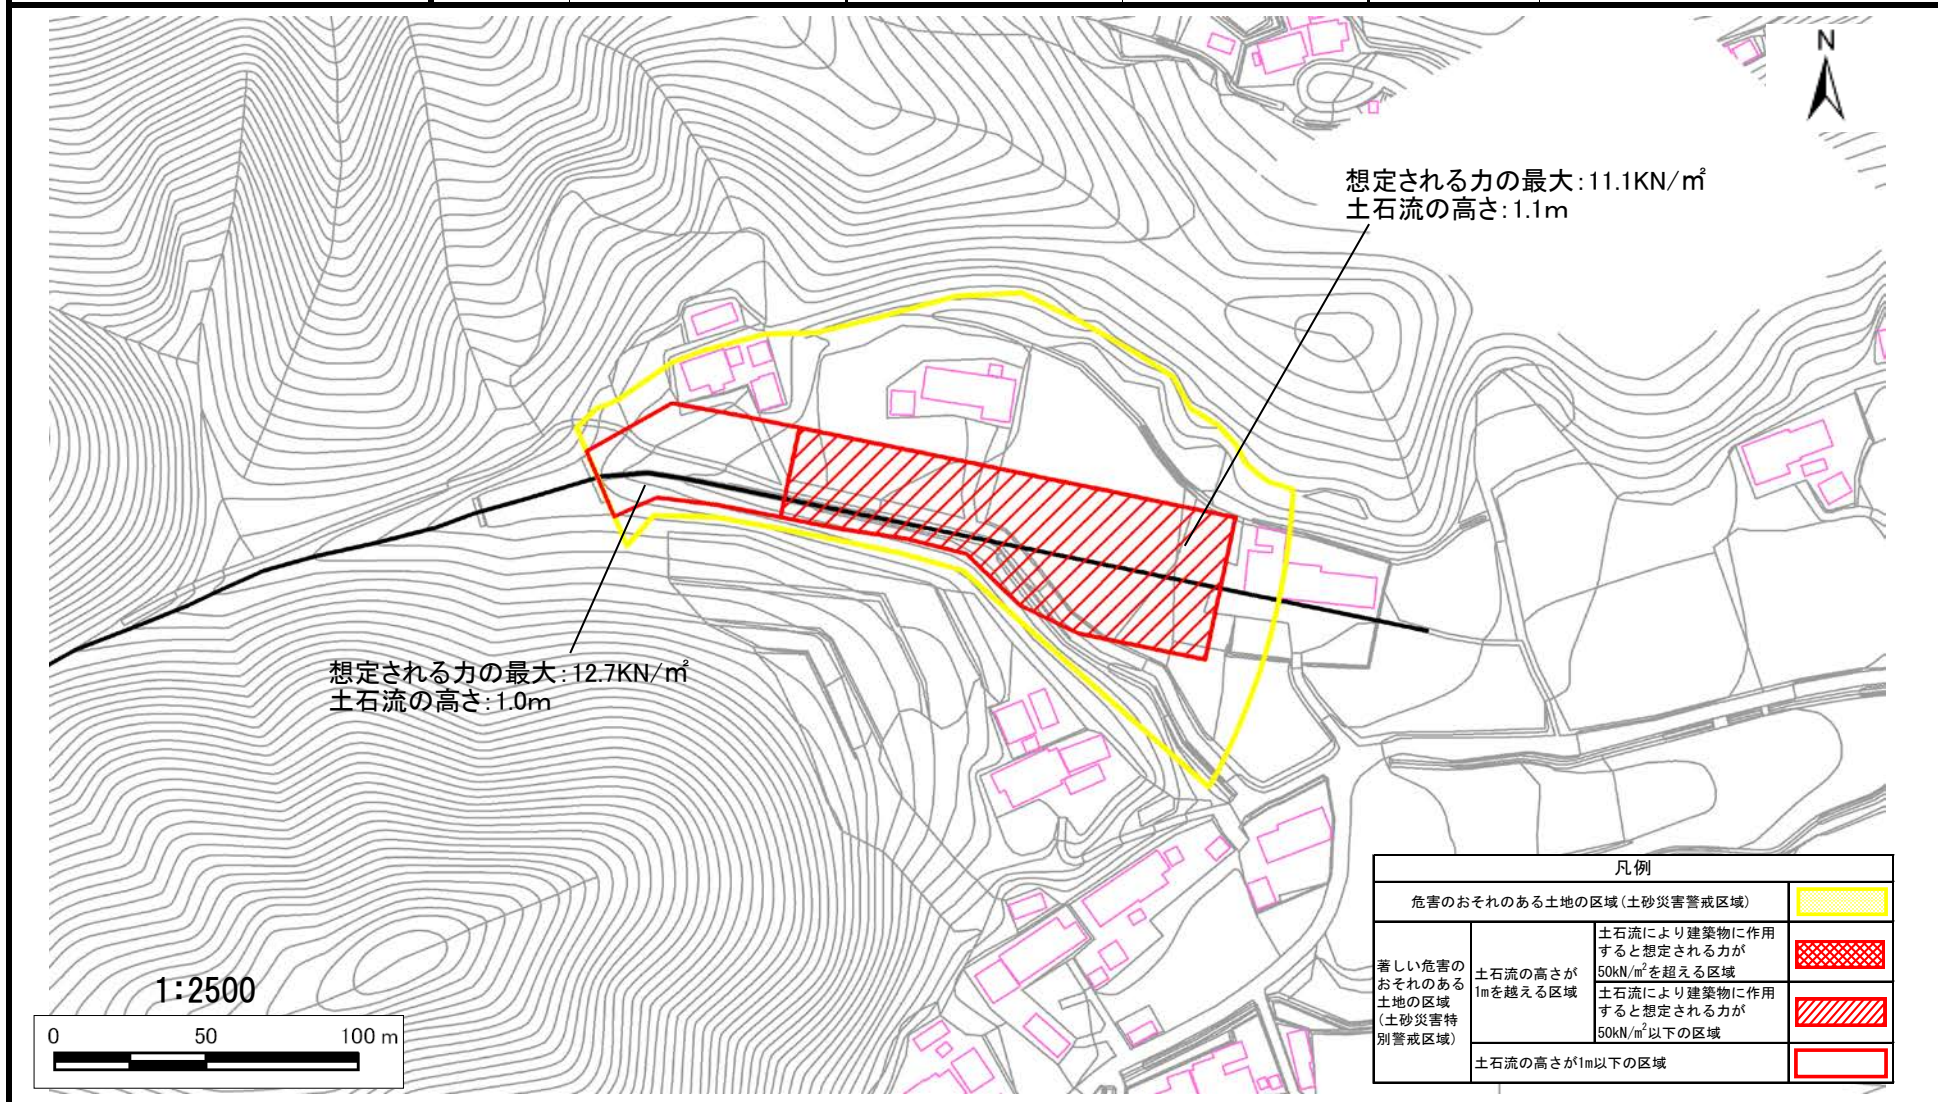 N
想定される力の最大:11.1KN/㎡
土石流の高さ:1.1m
想定される力の最大:12.7KN/㎡
土石流の高さ:1.0m
1:2500
0 50 100 m
凡例
危害のおそれのある土地の区域(土砂災害警戒区域)
著しい危害の
おそれのある
土地の区域
(土砂災害特
別警戒区域)
土石流の高さが
1mを越える区域
土石流により建築物に作用
すると想定される力が
50kN/m²を超える区域
土石流により建築物に作用
すると想定される力が
50kN/m²以下の区域
土石流の高さが1m以下の区域